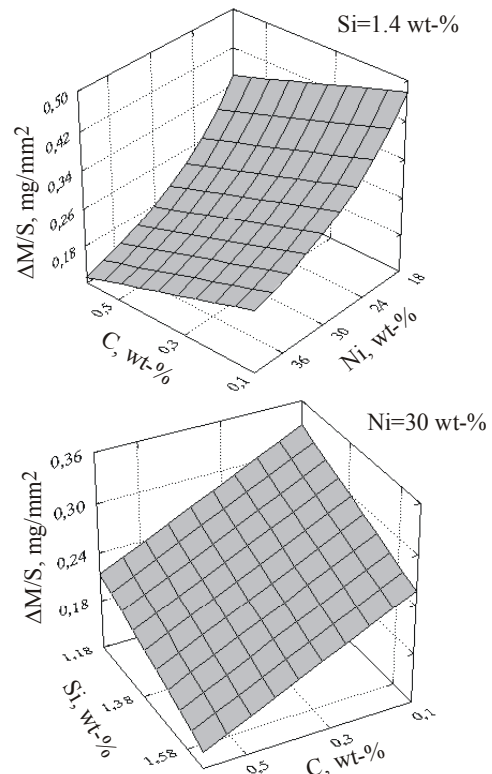 Si=1.4 wt-%
0,50
0,42
0,34
0,26
0,18
ΔM/S, mg/mm²
0,5
0,3
0,1
C, wt-%
36
30
24
18
Ni, wt-%
Ni=30 wt-%
0,36
0,30
0,24
0,18
ΔM/S, mg/mm²
1,18
1,38
1,58
Si, wt-%
0,5
0,3
0,1
C, wt-%